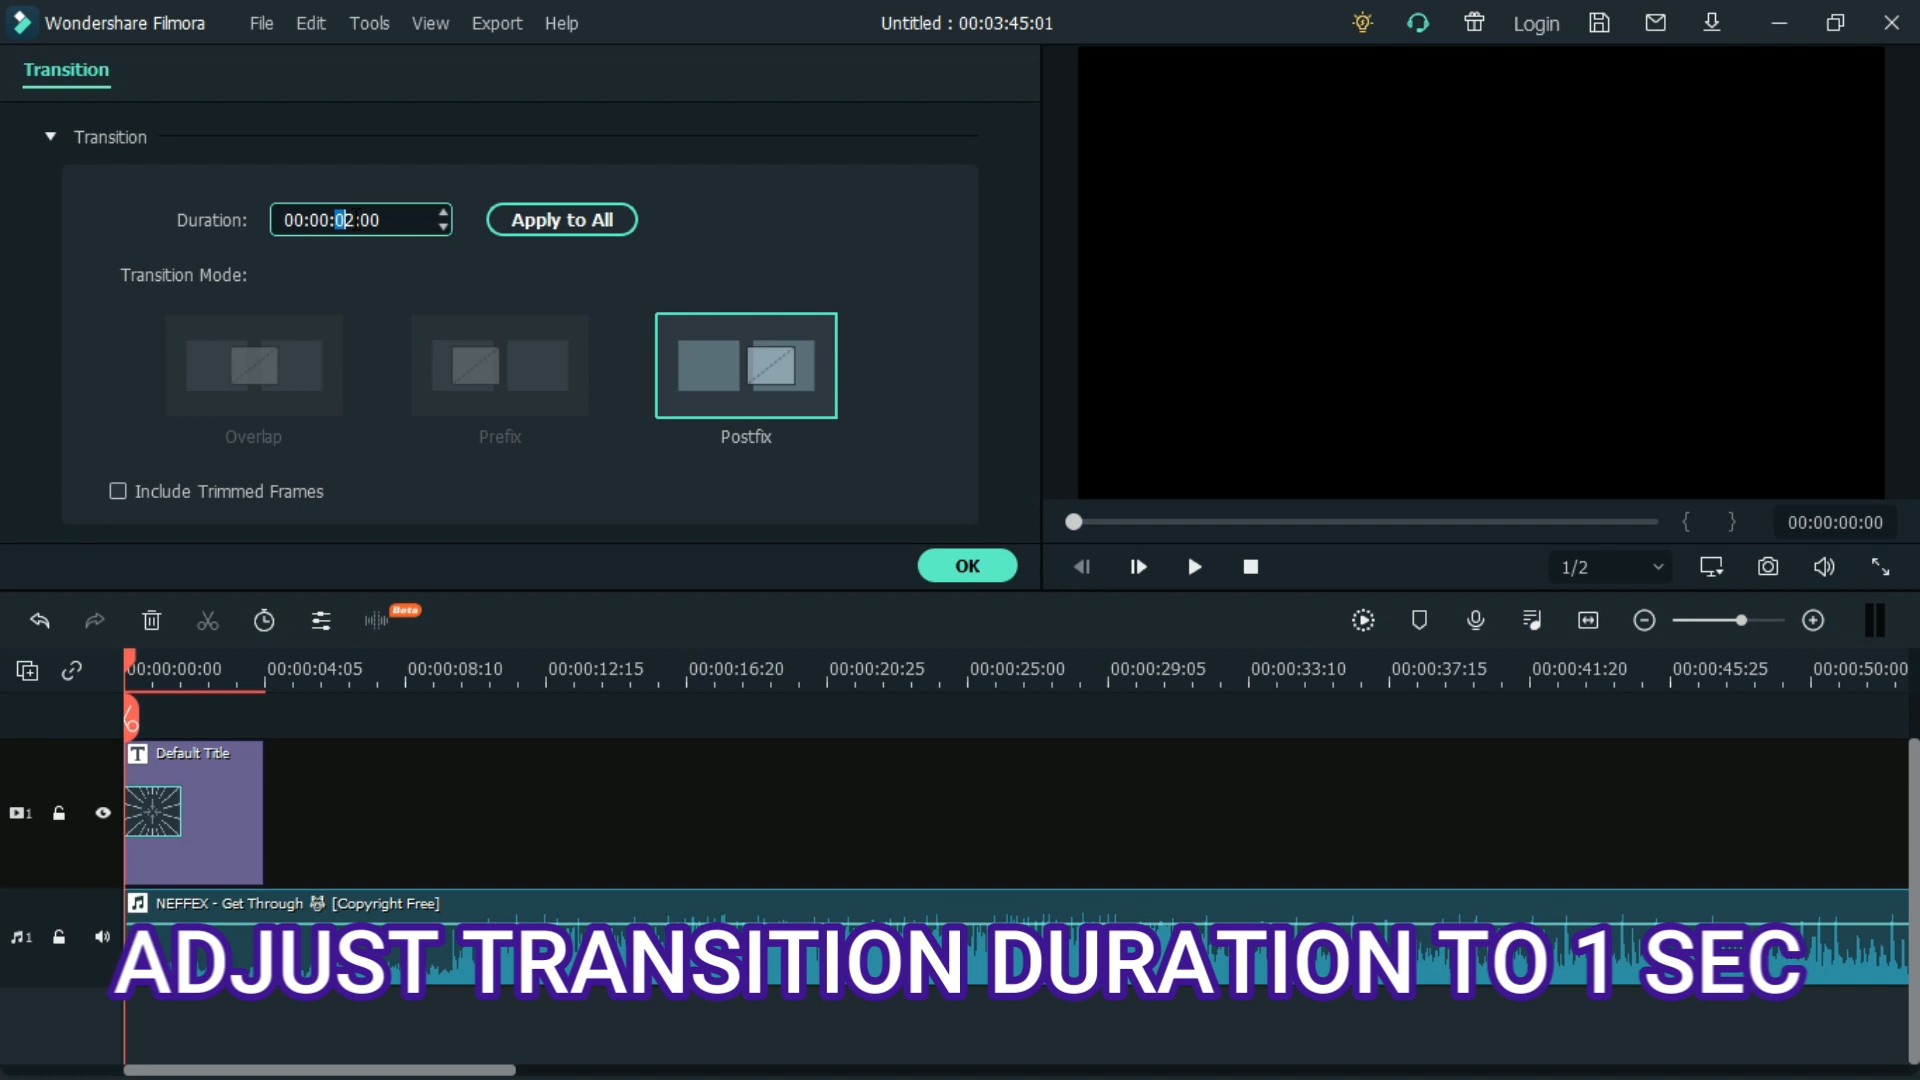 Wondershare Filmora File Edit Tools View Export Help Untitled : 00:03:45:01 Login
Transition
Transition
Duration: 00:00:02:00 Apply to All
Transition Mode:
Overlap Prefix Postfix
Include Trimmed Frames
{ } 00:00:00:00
OK 1/2
Beta
00:00:00:00 00:00:04:05 00:00:08:10 00:00:12:15 00:00:16:20 00:00:20:25 00:00:25:00 00:00:29:05 00:00:33:10 00:00:37:15 00:00:41:20 00:00:45:25 00:00:50:00
T Default Title
1
NEFFEX - Get Through [Copyright Free]
1
ADJUST TRANSITION DURATION TO 1 SEC